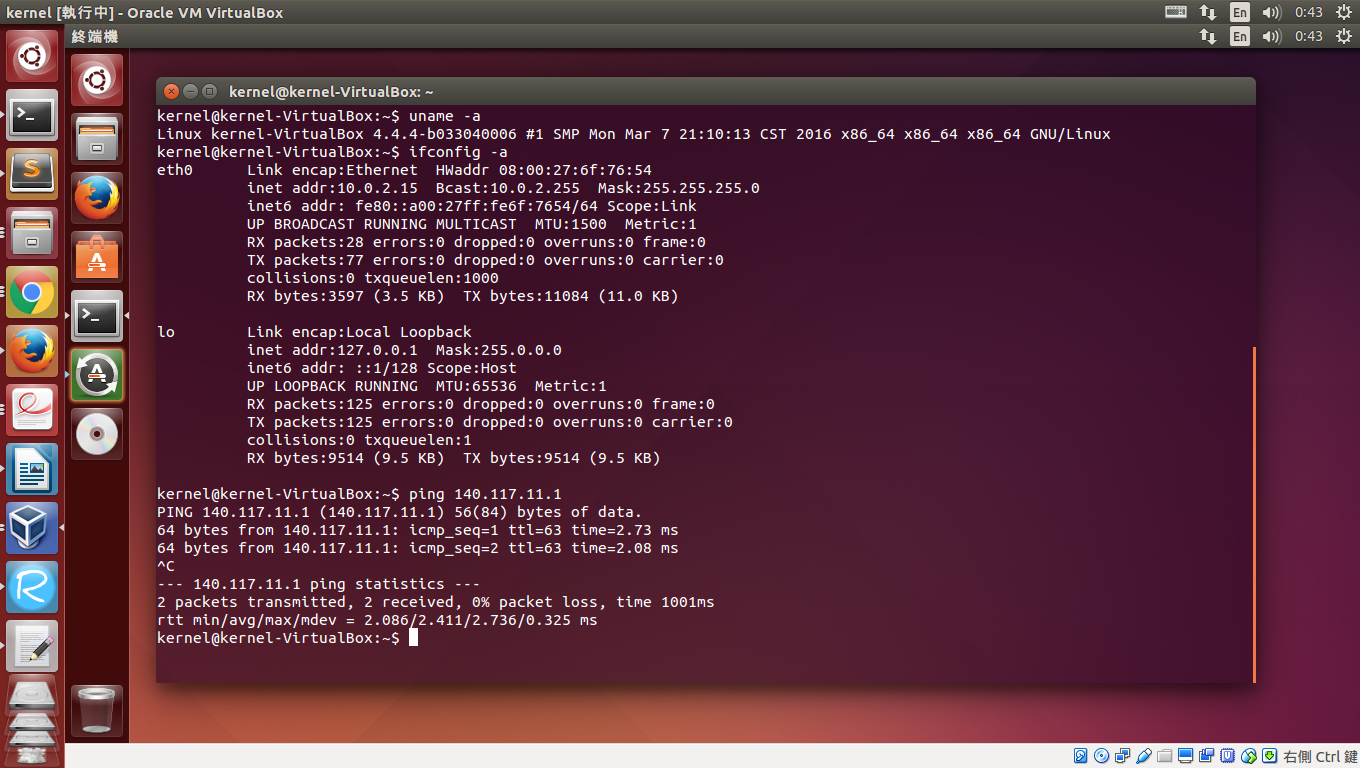 kernel [執行中] - Oracle VM VirtualBox
En
0:43
終端機
En
0:43
kernel@kernel-VirtualBox: ~
kernel@kernel-VirtualBox:~$ uname -a
Linux kernel-VirtualBox 4.4.4-b033040006 #1 SMP Mon Mar 7 21:10:13 CST 2016 x86_64 x86_64 x86_64 GNU/Linux
kernel@kernel-VirtualBox:~$ ifconfig -a
eth0      Link encap:Ethernet  HWaddr 08:00:27:6f:76:54
          inet addr:10.0.2.15  Bcast:10.0.2.255  Mask:255.255.255.0
          inet6 addr: fe80::a00:27ff:fe6f:7654/64 Scope:Link
          UP BROADCAST RUNNING MULTICAST  MTU:1500  Metric:1
          RX packets:28 errors:0 dropped:0 overruns:0 frame:0
          TX packets:77 errors:0 dropped:0 overruns:0 carrier:0
          collisions:0 txqueuelen:1000
          RX bytes:3597 (3.5 KB)  TX bytes:11084 (11.0 KB)
lo        Link encap:Local Loopback
          inet addr:127.0.0.1  Mask:255.0.0.0
          inet6 addr: ::1/128 Scope:Host
          UP LOOPBACK RUNNING  MTU:65536  Metric:1
          RX packets:125 errors:0 dropped:0 overruns:0 frame:0
          TX packets:125 errors:0 dropped:0 overruns:0 carrier:0
          collisions:0 txqueuelen:1
          RX bytes:9514 (9.5 KB)  TX bytes:9514 (9.5 KB)
kernel@kernel-VirtualBox:~$ ping 140.117.11.1
PING 140.117.11.1 (140.117.11.1) 56(84) bytes of data.
64 bytes from 140.117.11.1: icmp_seq=1 ttl=63 time=2.73 ms
64 bytes from 140.117.11.1: icmp_seq=2 ttl=63 time=2.08 ms
^C
--- 140.117.11.1 ping statistics ---
2 packets transmitted, 2 received, 0% packet loss, time 1001ms
rtt min/avg/max/mdev = 2.086/2.411/2.736/0.325 ms
kernel@kernel-VirtualBox:~$
右側 Ctrl 鍵